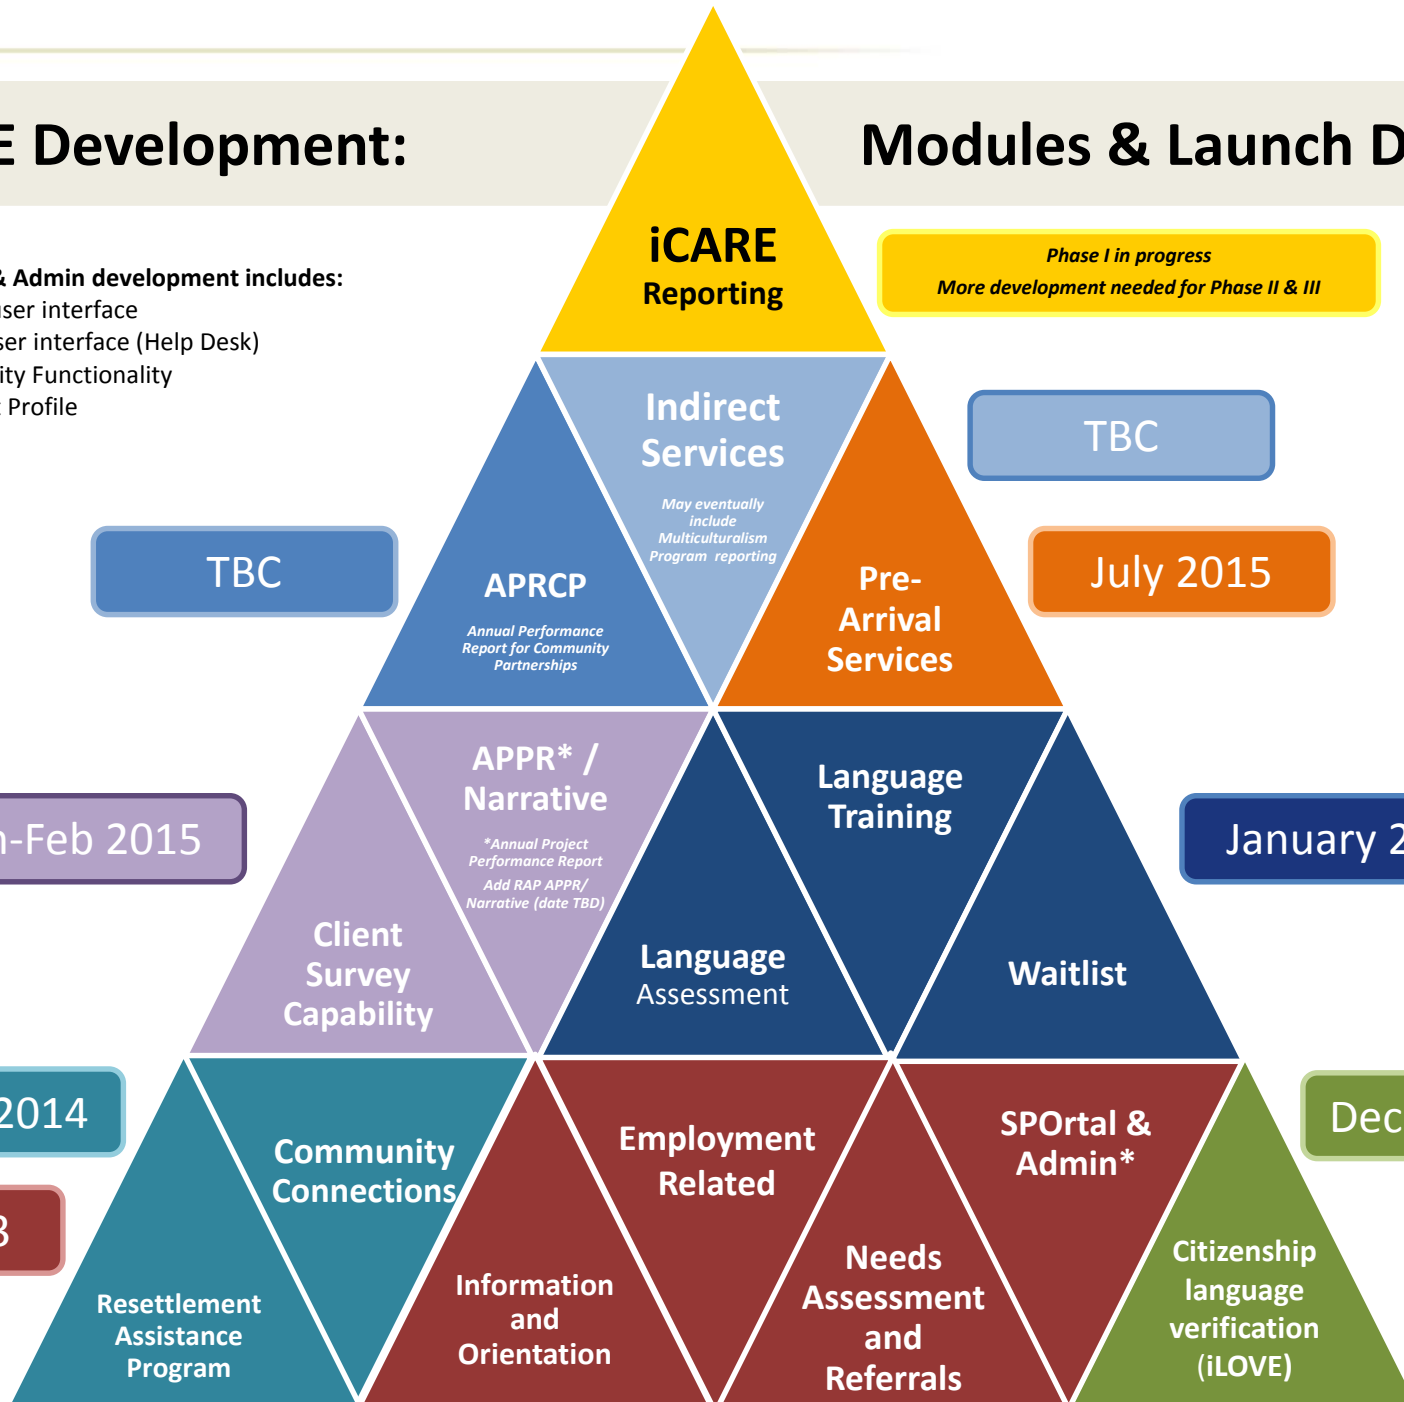 E Development:
Modules & Launch D
iCARE
Reporting
Phase I in progress
More development needed for Phase II & III
& Admin development includes:
user interface
ser interface (Help Desk)
ity Functionality
t Profile
Indirect
Services
May eventually
include
Multiculturalism
Program reporting
TBC
TBC
APRCP
Annual Performance
Report for Community
Partnerships
Pre-
Arrival
Services
July 2015
APPR* /
Narrative
*Annual Project
Performance Report
Add RAP APPR/
Narrative (date TBD)
Language
Training
n-Feb 2015
January 2
Client
Survey
Capability
Language
Assessment
Waitlist
2014
Community
Connections
Employment
Related
SPOrtal &
Admin*
Dec
3
Resettlement
Assistance
Program
Information
and
Orientation
Needs
Assessment
and
Referrals
Citizenship
language
verification
(iLOVE)